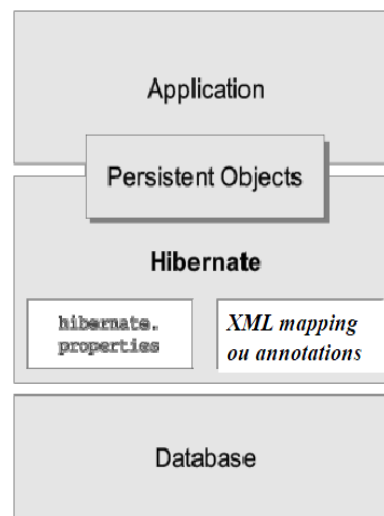 Application
Persistent Objects
Hibernate
hibernate.
properties
XML mapping
ou annotations
Database